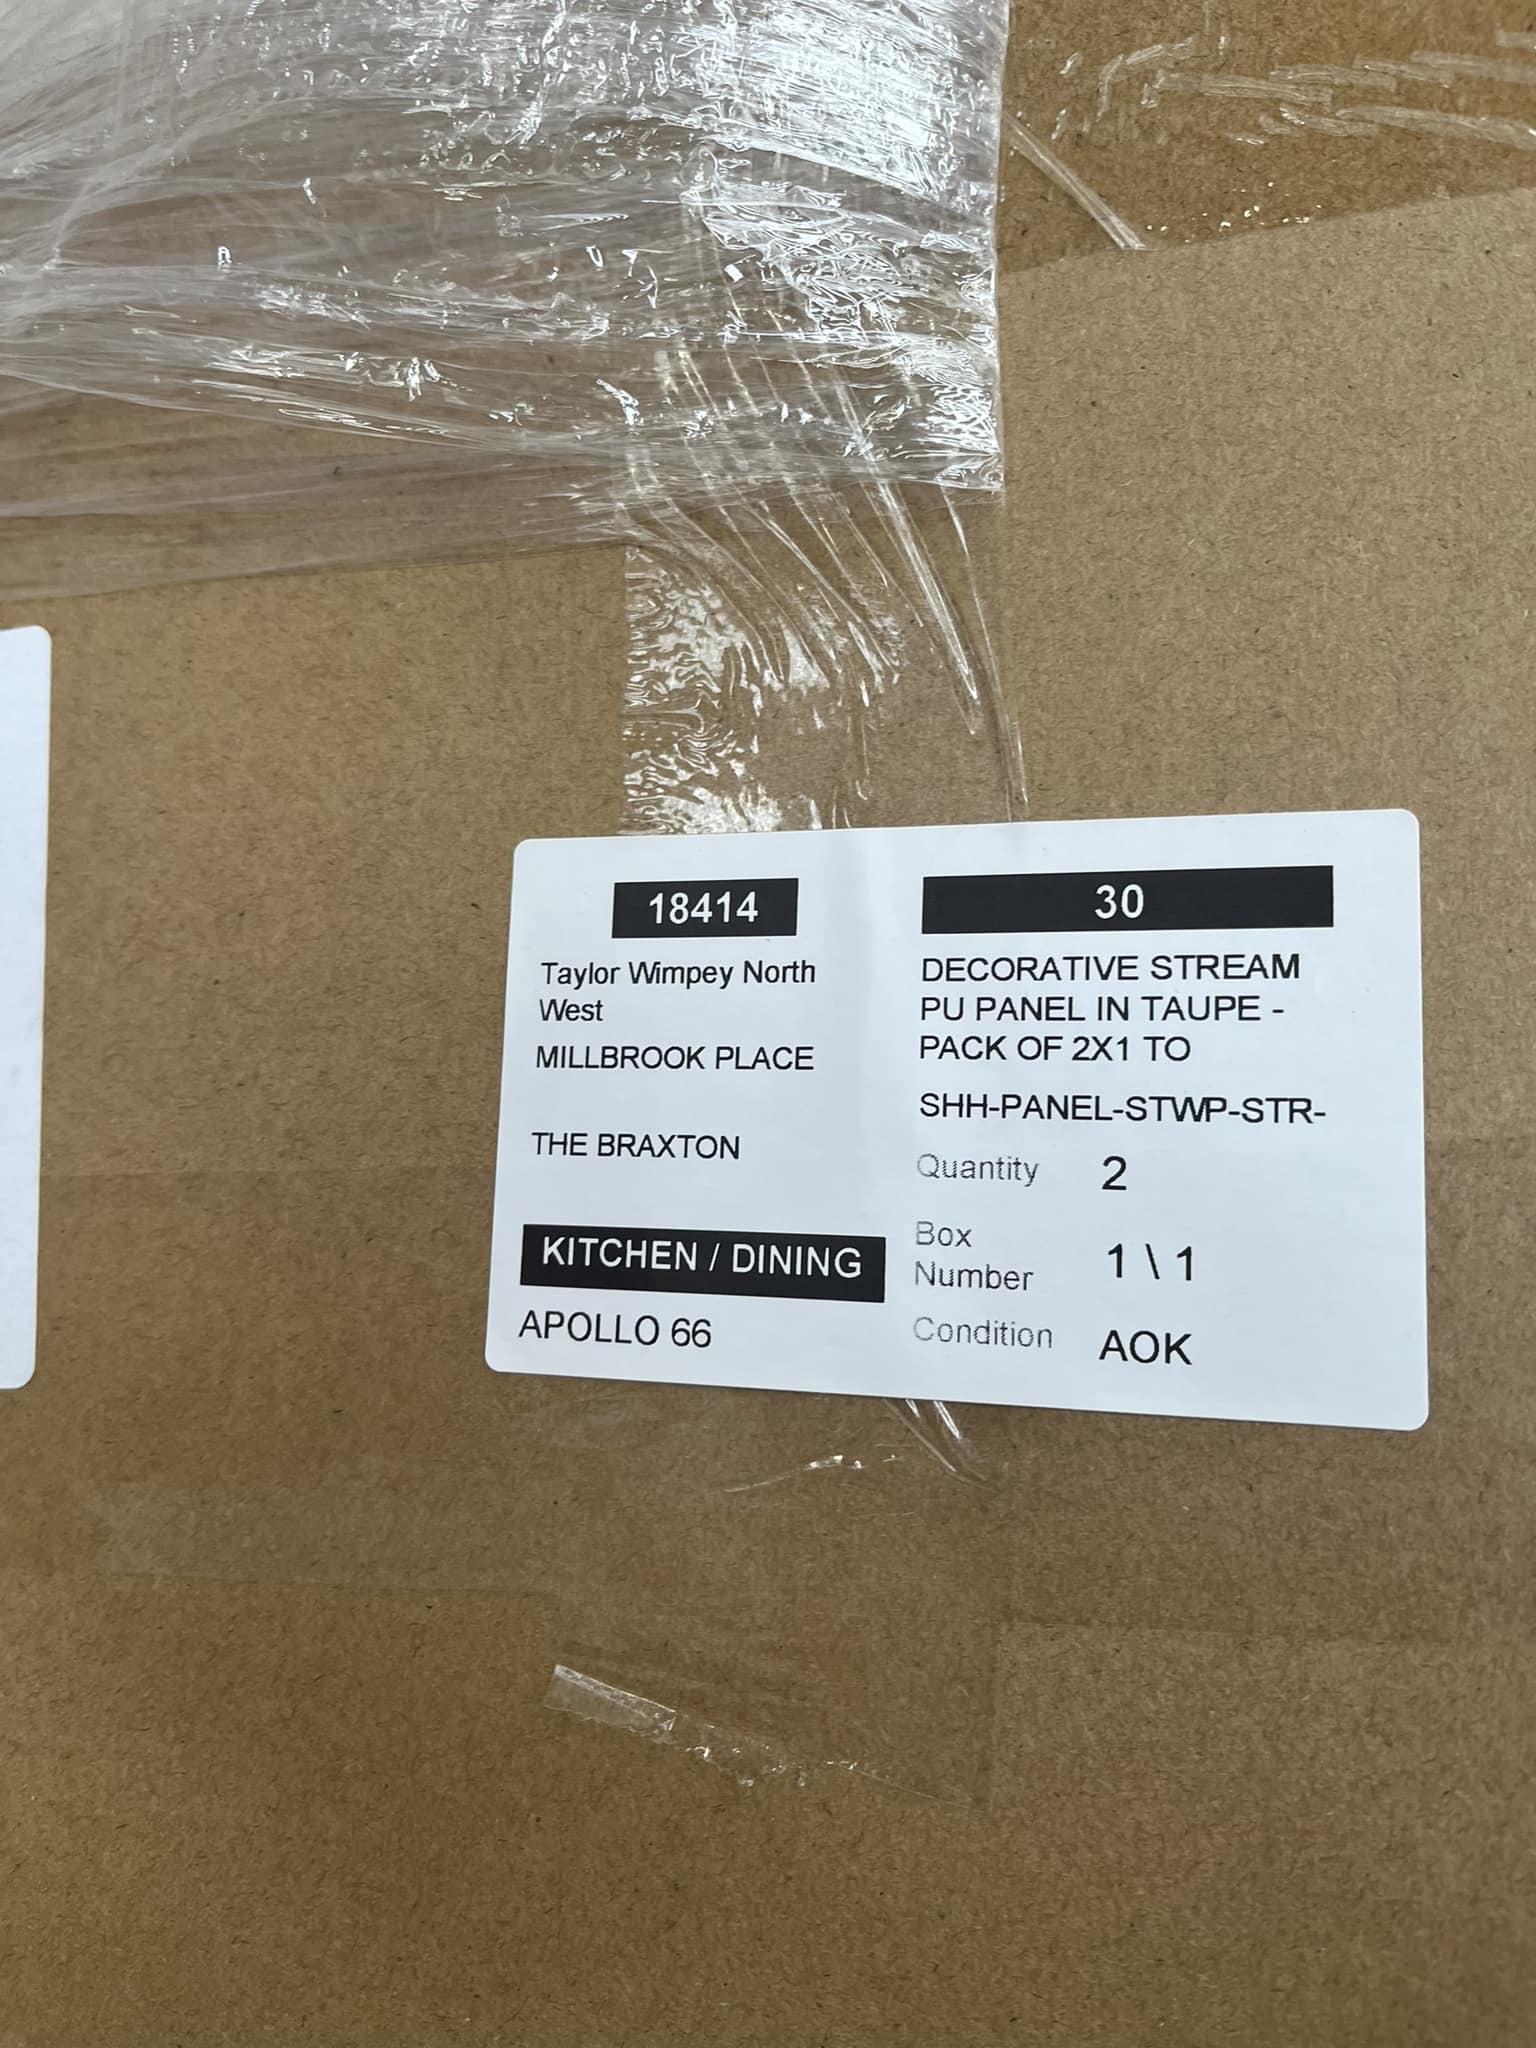 18414
Taylor Wimpey North
West
MILLBROOK PLACE
THE BRAXTON
KITCHEN / DINING
APOLLO 66
30
DECORATIVE STREAM
PU PANEL IN TAUPE -
PACK OF 2X1 TO
SHH-PANEL-STWP-STR-
Quantity 2
Box
Number 1 \ 1
Condition AOK